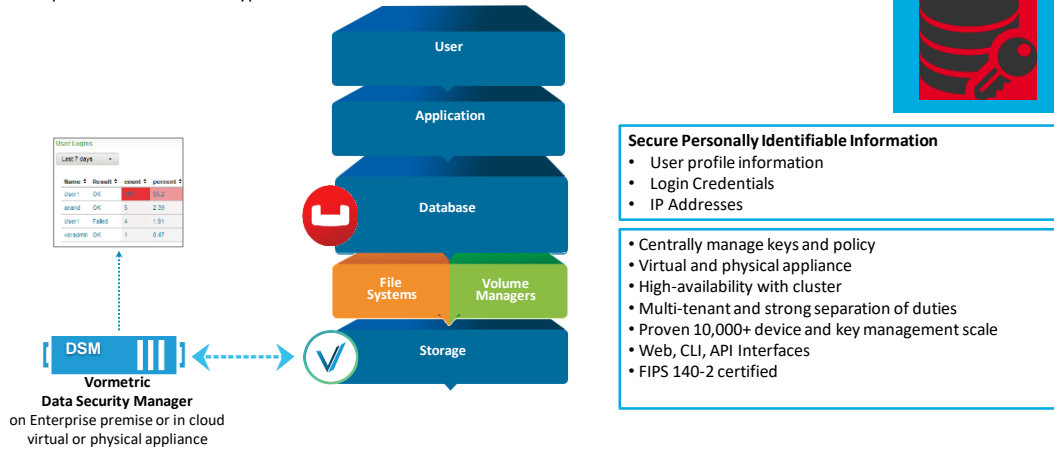 User
Application
Database
File
Systems
Volume
Managers
Storage
User Logins
Last 7 days
Name Result count percent
User1 OK
anand OK 5 2.39
User1 Failed 4 1.91
OK 1 0.47
DSM
Vormetric
Data Security Manager
on Enterprise premise or in cloud
virtual or physical appliance
Secure Personally Identifiable Information
• User profile information
• Login Credentials
• IP Addresses
• Centrally manage keys and policy
• Virtual and physical appliance
• High-availability with cluster
• Multi-tenant and strong separation of duties
• Proven 10,000+ device and key management scale
• Web, CLI, API Interfaces
• FIPS 140-2 certified